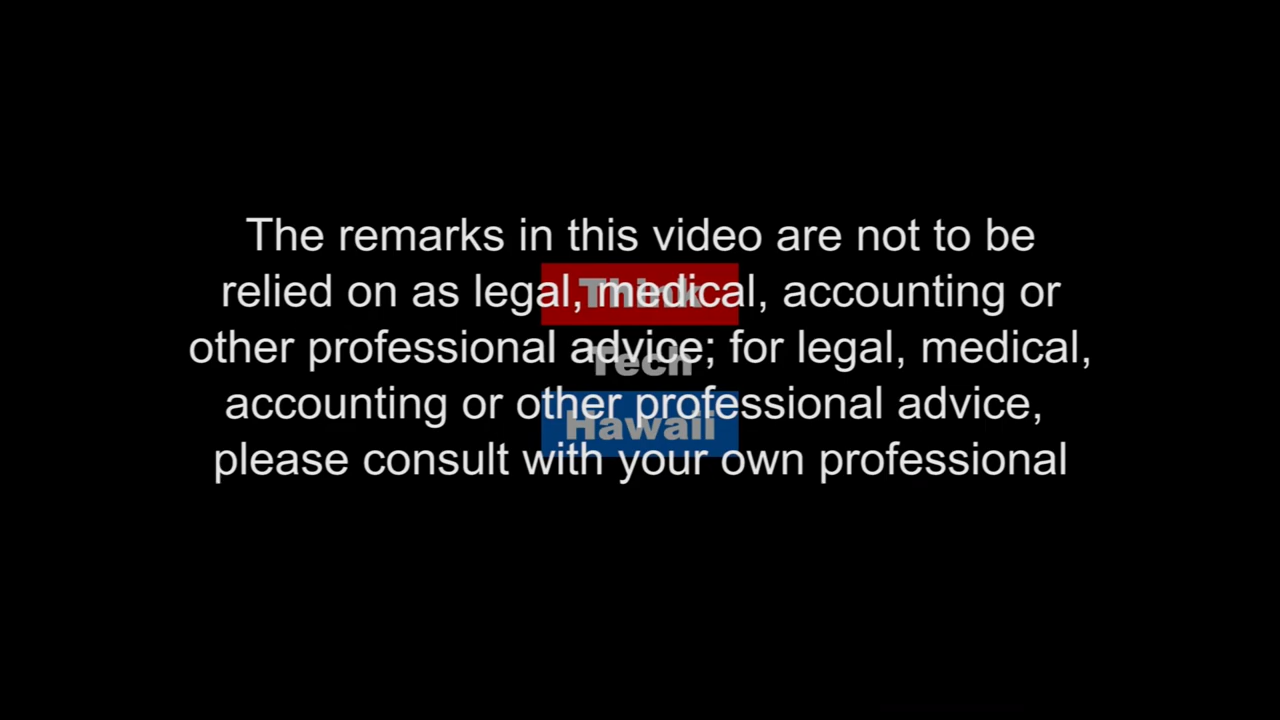 The remarks in this video are not to be
relied on as legal, medical, accounting or
other professional advice; for legal, medical,
accounting or other professional advice,
please consult with your own professional
Think
Tech
Hawaii